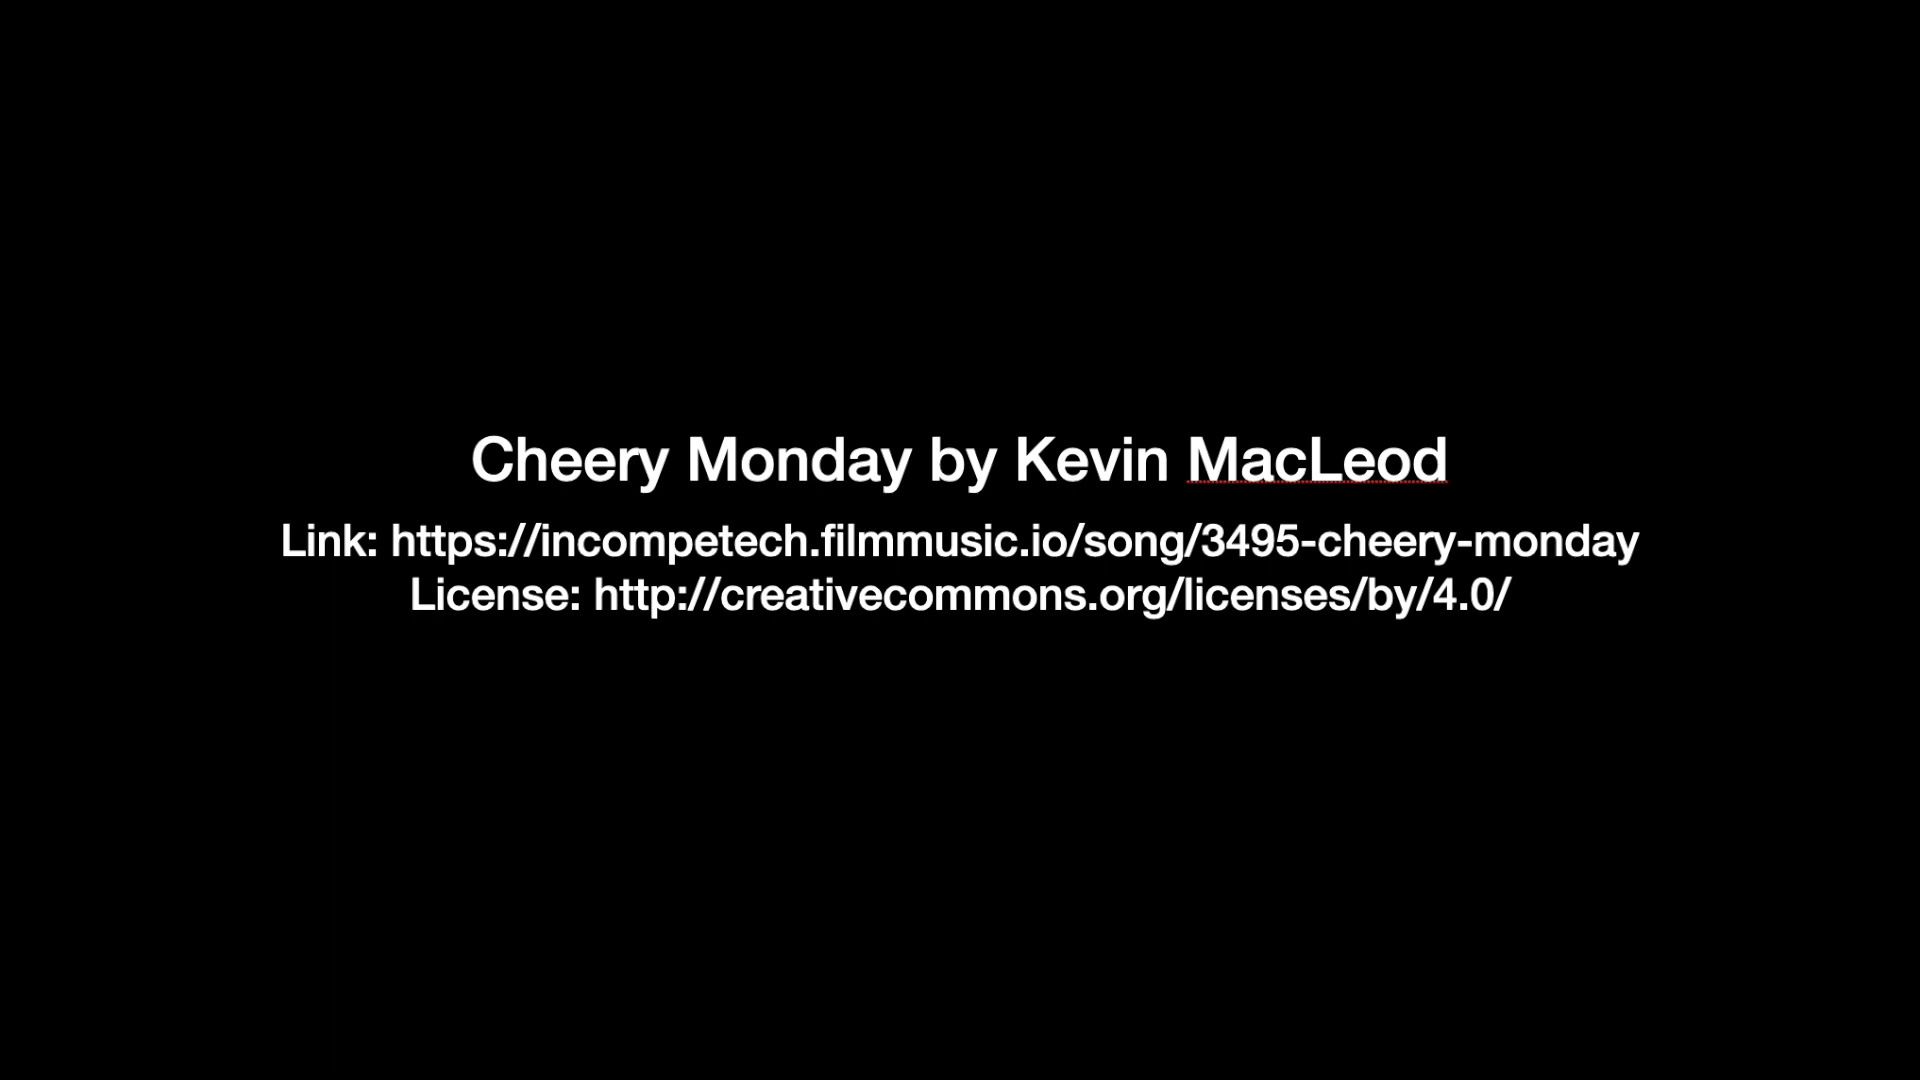 Cheery Monday by Kevin MacLeod
Link: https://incompetech.filmmusic.io/song/3495-cheery-monday
License: http://creativecommons.org/licenses/by/4.0/